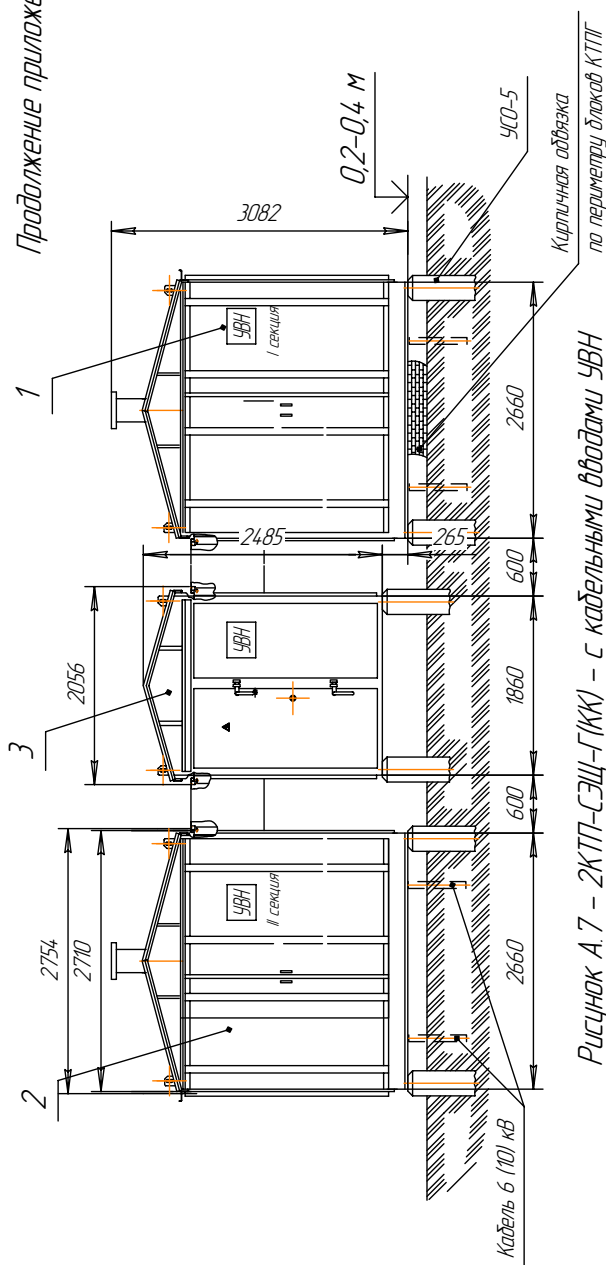 Продолжение прилож
1
3
2
3082
0,2-0,4 м
УСО-5
Кирпичная обвязка
по периметру блоков КТПГ
УВН
I секция
УВН
УВН
II секция
2056
2754
2710
2485
265
2660
600
1860
600
2660
Кабель 6 (10) кВ
Рисунок А.7 - 2КТП-СЭЩ-Г(КК) - с кабельными вводами УВН